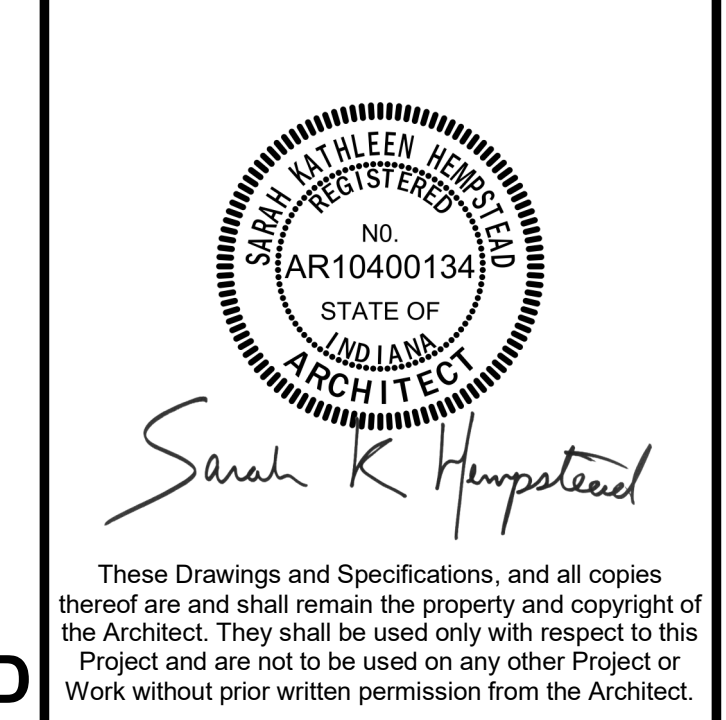 SARAH KATHLEEN HEMPSTEAD
REGISTERED
N0.
AR10400134
STATE OF
INDIANA
ARCHITECT
Sarah K Hempstead
These Drawings and Specifications, and all copies
thereof are and shall remain the property and copyright of
the Architect. They shall be used only with respect to this
Project and are not to be used on any other Project or
Work without prior written permission from the Architect.
D